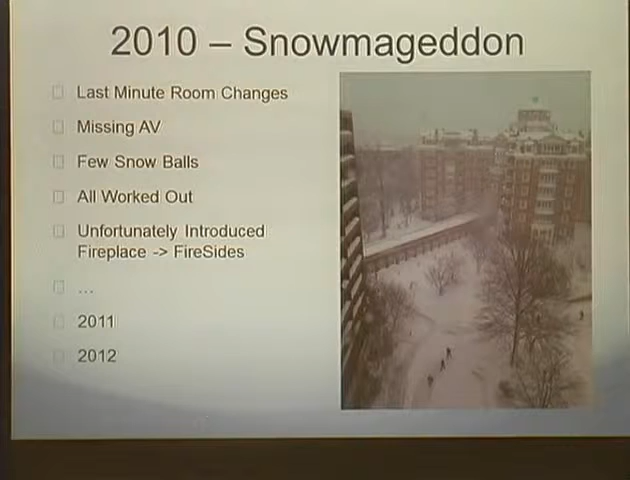 2010 – Snowmageddon
Last Minute Room Changes
Missing AV
Few Snow Balls
All Worked Out
Unfortunately Introduced
Fireplace -> FireSides
...
2011
2012